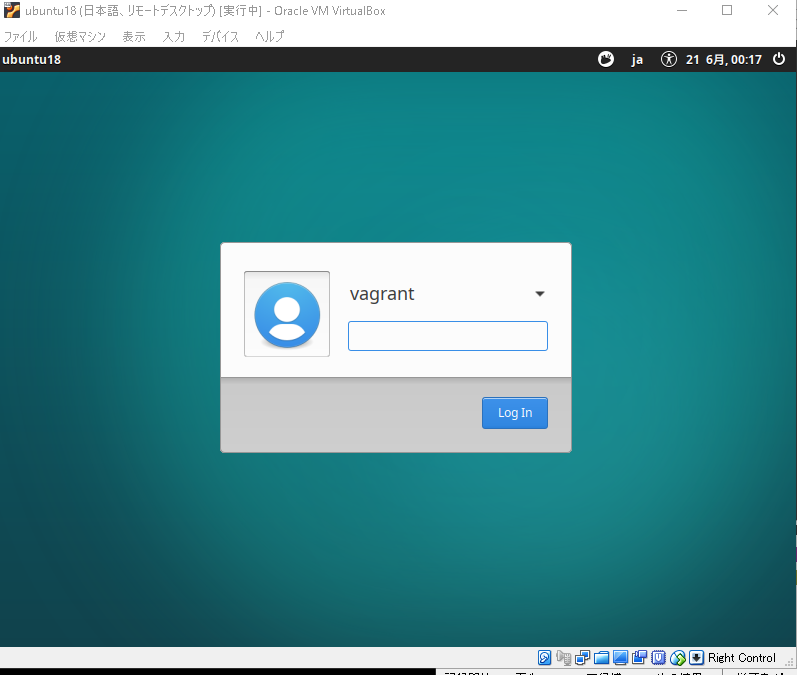 ubuntu18 (日本語、リモートデスクトップ) [実行中] - Oracle VM VirtualBox
ファイル 仮想マシン 表示 入力 デバイス ヘルプ
ubuntu18 ja 21 6月, 00:17
vagrant
Log In
Right Control